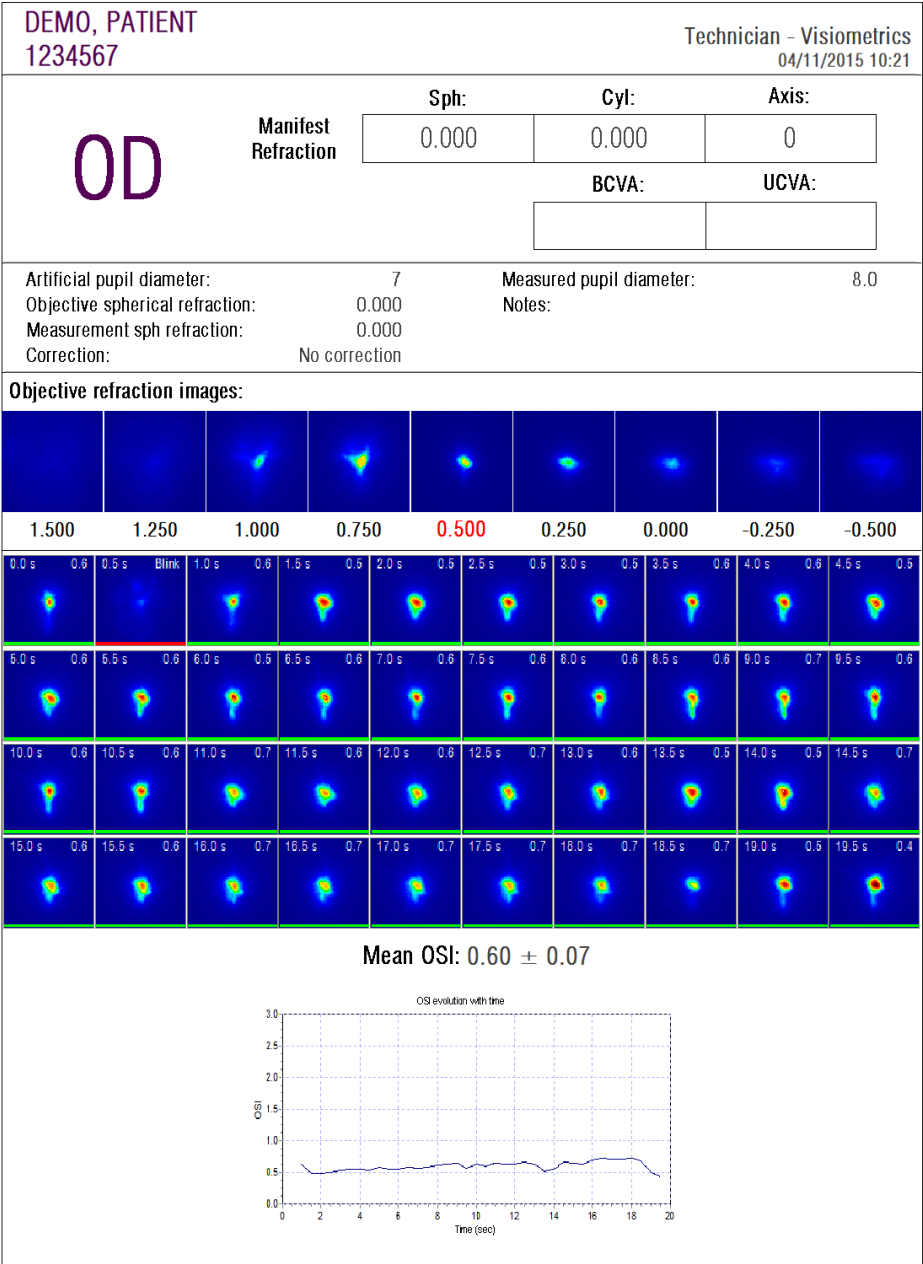 DEMO, PATIENT
1234567
Technician - Visiometrics
04/11/2015 10:21
OD
Manifest
Refraction
Sph: Cyl: Axis:
0.000 0.000 0
BCVA: UCVA:
Artificial pupil diameter: 7 Measured pupil diameter: 8.0
Objective spherical refraction: 0.000 Notes:
Measurement sph refraction: 0.000
Correction: No correction
Objective refraction images:
1.500 1.250 1.000 0.750 0.500 0.250 0.000 -0.250 -0.500
0.0 s 0.6 0.5 s Blink 1.0 s 0.6 1.5 s 0.5 2.0 s 0.5 2.5 s 0.5 3.0 s 0.5 3.5 s 0.6 4.0 s 0.6 4.5 s 0.5
5.0 s 0.6 5.5 s 0.6 6.0 s 0.5 6.5 s 0.6 7.0 s 0.6 7.5 s 0.6 8.0 s 0.6 8.5 s 0.6 9.0 s 0.7 9.5 s 0.6
10.0 s 0.6 10.5 s 0.6 11.0 s 0.7 11.5 s 0.6 12.0 s 0.6 12.5 s 0.7 13.0 s 0.6 13.5 s 0.5 14.0 s 0.5 14.5 s 0.7
15.0 s 0.6 15.5 s 0.6 16.0 s 0.7 16.5 s 0.7 17.0 s 0.7 17.5 s 0.7 18.0 s 0.7 18.5 s 0.7 19.0 s 0.5 19.5 s 0.4
Mean OSI: 0.60 ± 0.07
OSI evolution with time
3.0
2.5
2.0
1.5
1.0
0.5
0.0
OSI
0 2 4 6 8 10 12 14 16 18 20
Time (sec)